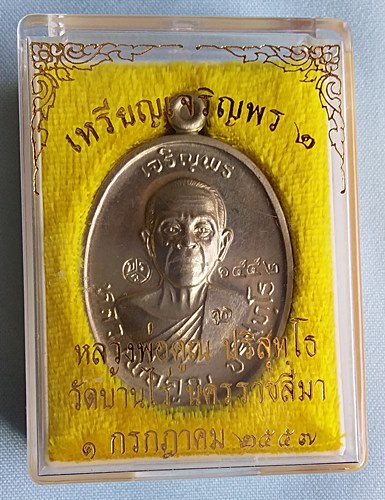 เหรียญเจริญพร ๒
เจริญพร
๑๕๕๒
หลวงพ่อคูณ ปริสุทฺโธ
วัดบ้านไร่ นครราชสีมา
๑ กรกฎาคม ๒๕๕๗